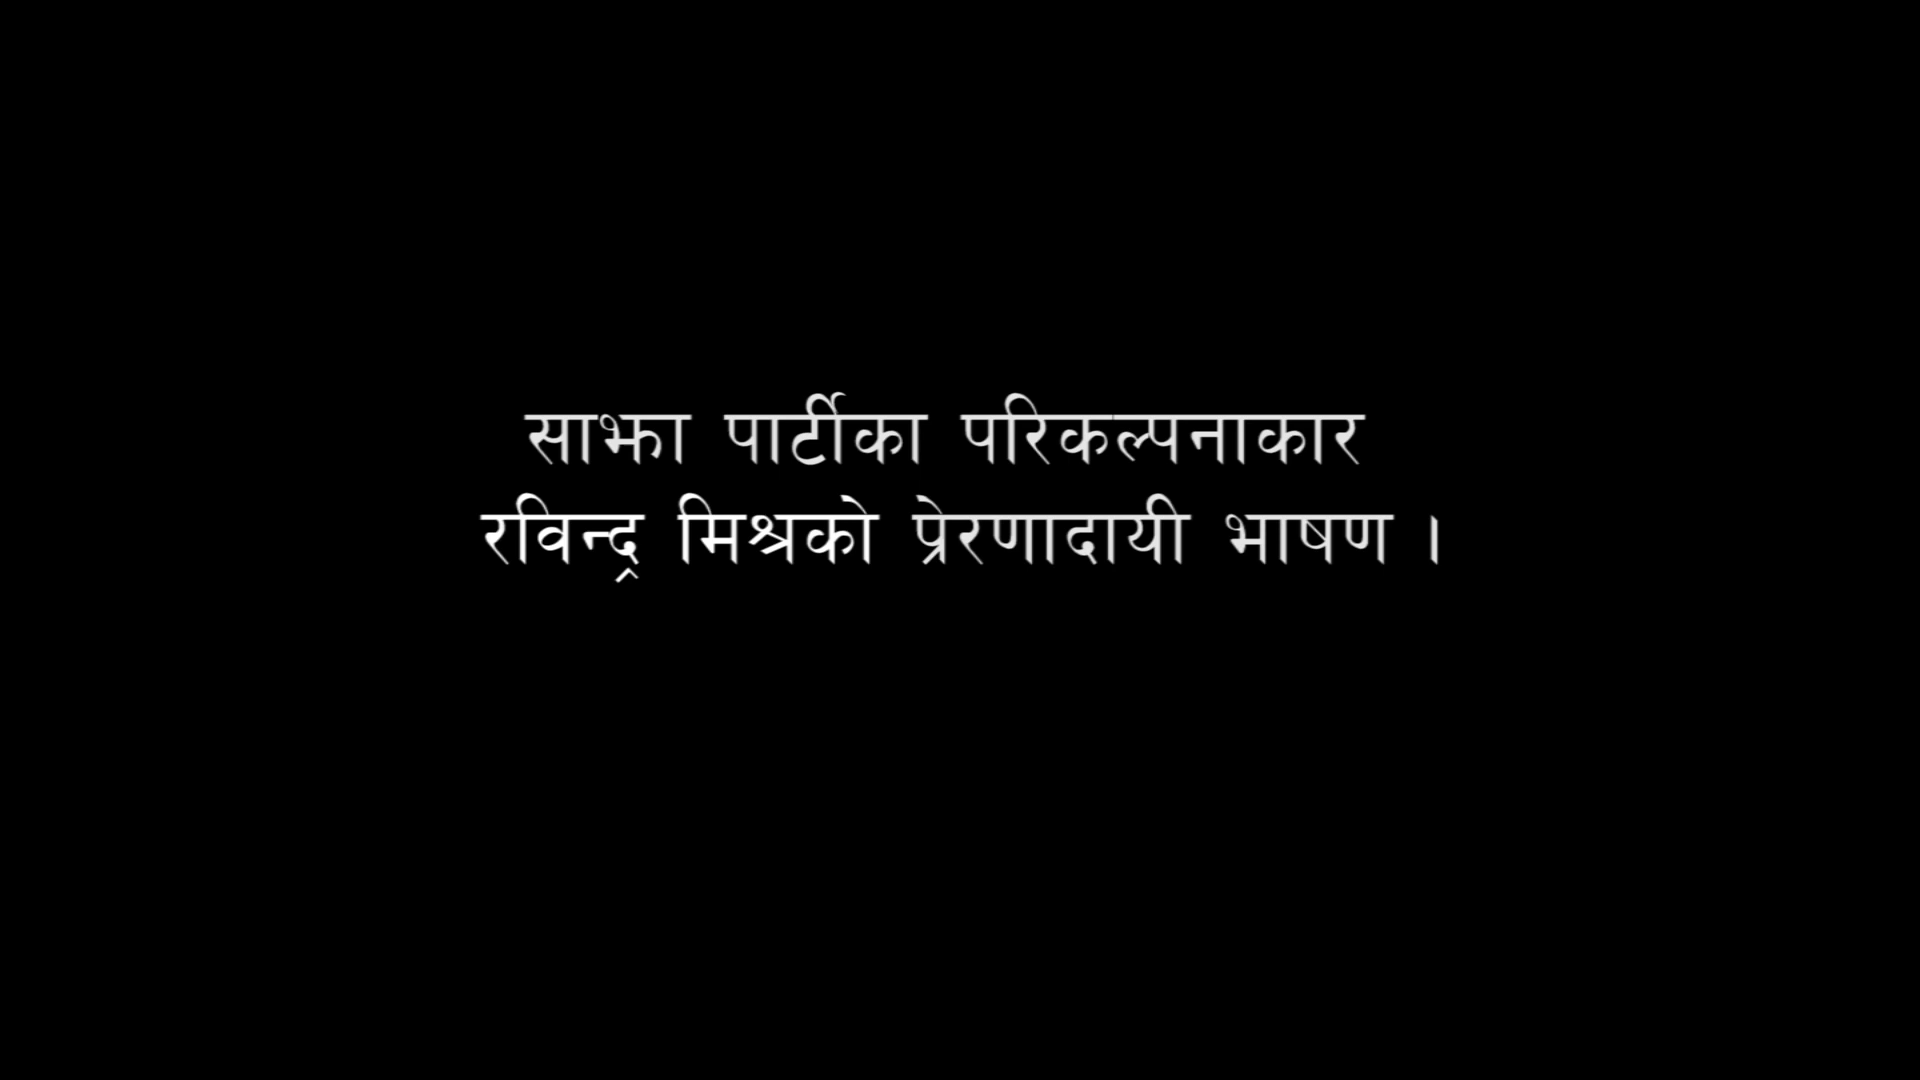 साझा पार्टीका परिकल्पनाकार
रविन्द्र मिश्रको प्रेरणादायी भाषण ।